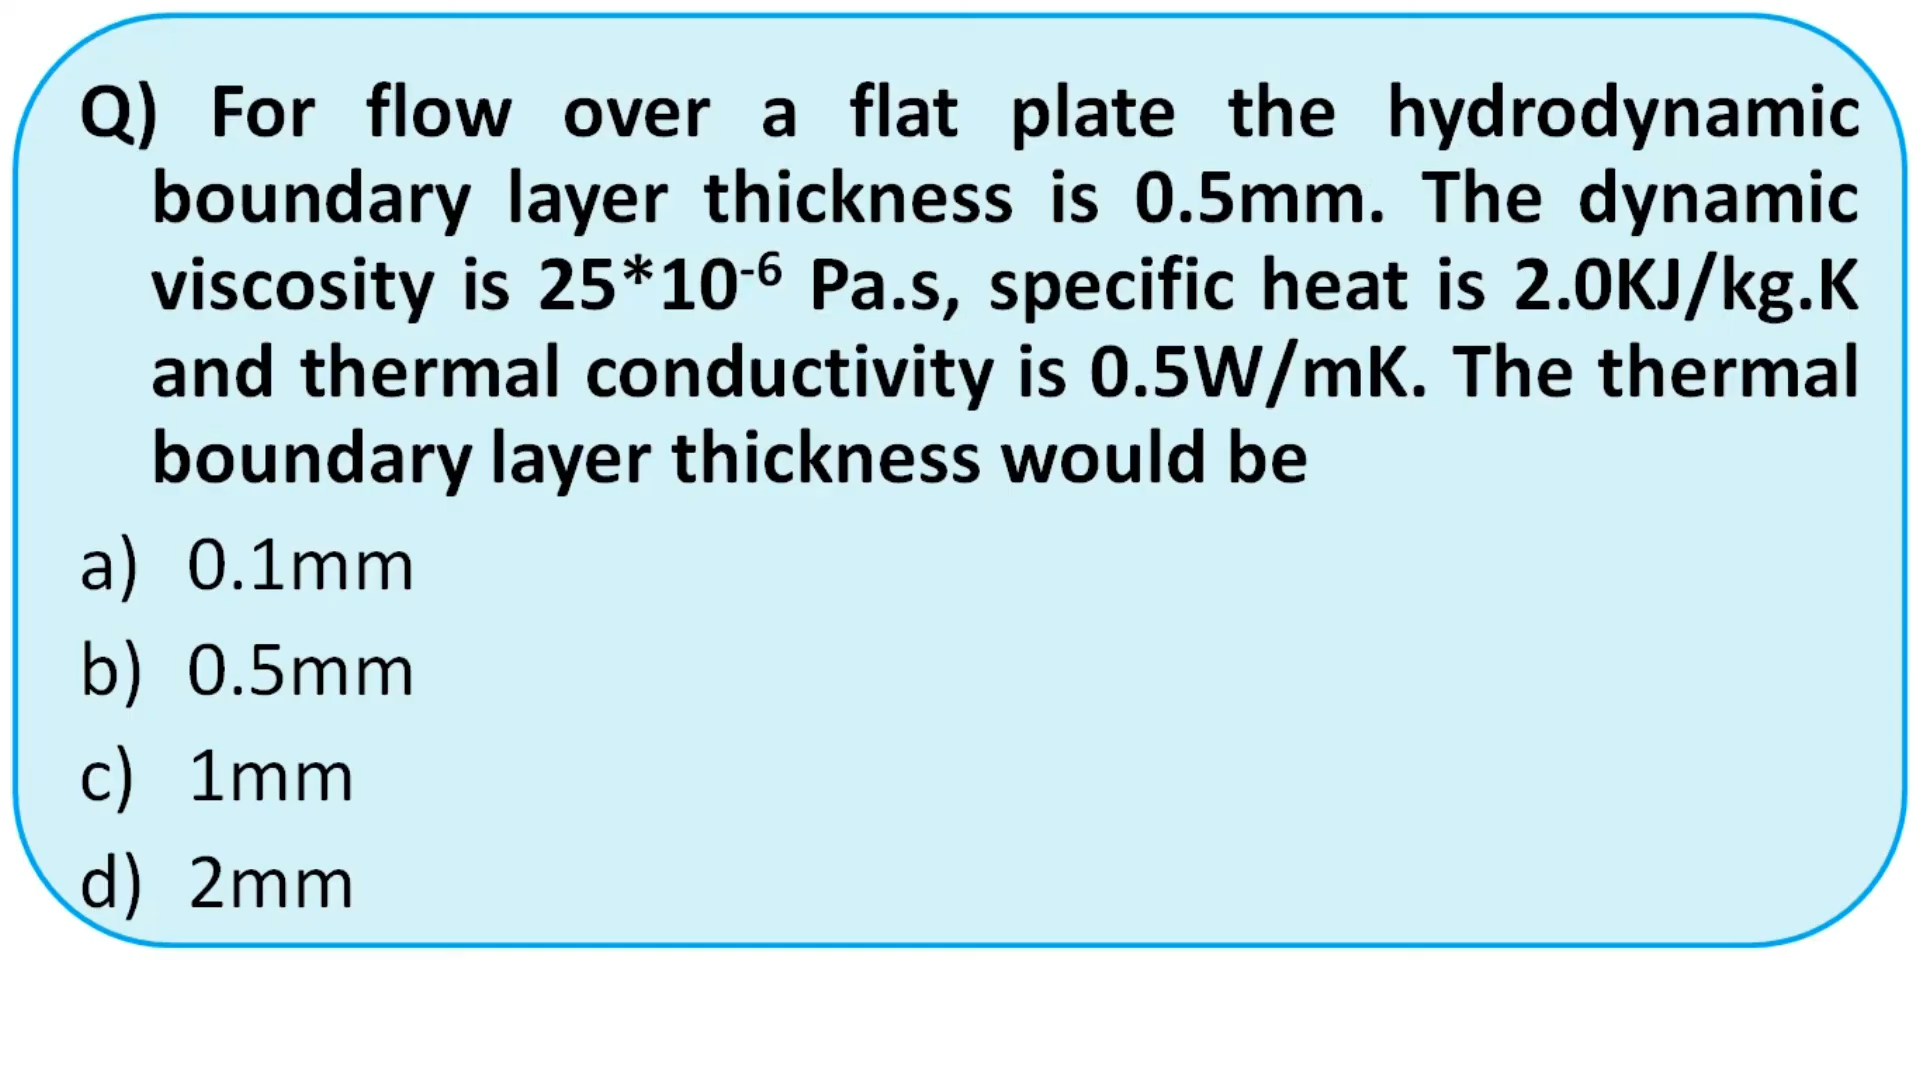 Q) For flow over a flat plate the hydrodynamic
boundary layer thickness is 0.5mm. The dynamic
viscosity is 25*10⁻⁶ Pa.s, specific heat is 2.0KJ/kg.K
and thermal conductivity is 0.5W/mK. The thermal
boundary layer thickness would be
a) 0.1mm
b) 0.5mm
c) 1mm
d) 2mm